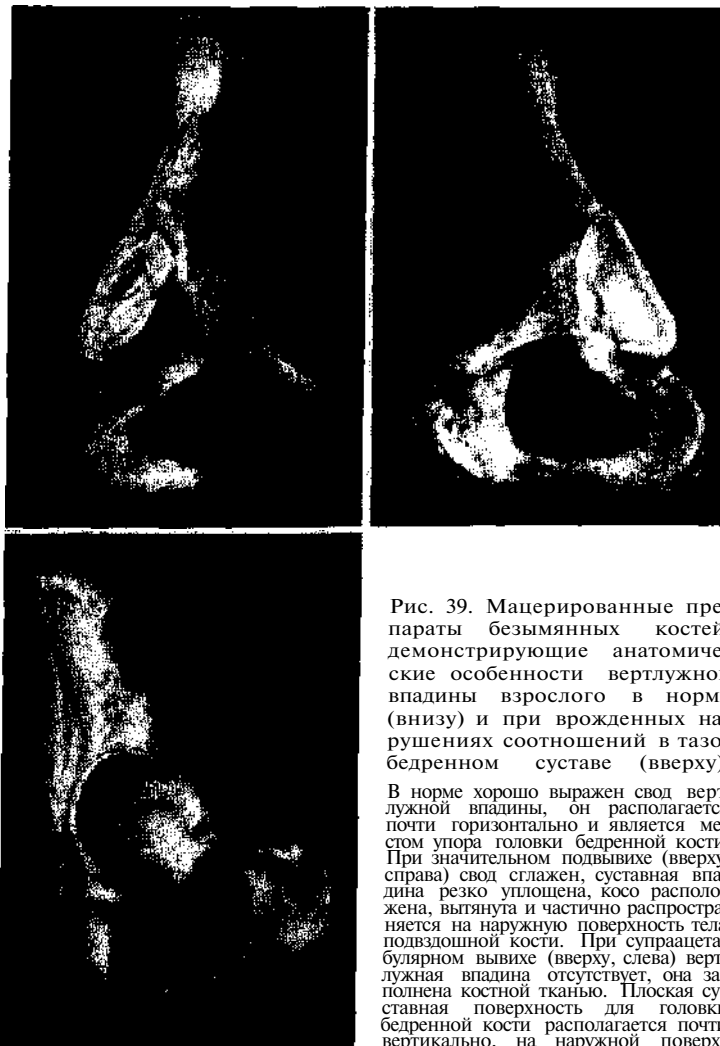 Рис. 39. Мацерированные пре
параты безымянных костей
демонстрирующие анатомиче
ские особенности вертлужно
впадины взрослого в норм
(внизу) и при врожденных на
рушениях соотношений в тазо
бедренном суставе (вверху)
В норме хорошо выражен свод верт
лужной впадины, он располагаетс
почти горизонтально и является ме
стом упора головки бедренной кости
При значительном подвывихе (вверху
справа) свод сглажен, суставная впа
дина резко уплощена, косо располо
жена, вытянута и частично распростра
няется на наружную поверхность тела
подвздошной кости. При супраацета
булярном вывихе (вверху, слева) верт
лужная впадина отсутствует, она за
полнена костной тканью. Плоская су
ставная поверхность для головки
бедренной кости располагается почти
вертикально, на наружной поверх